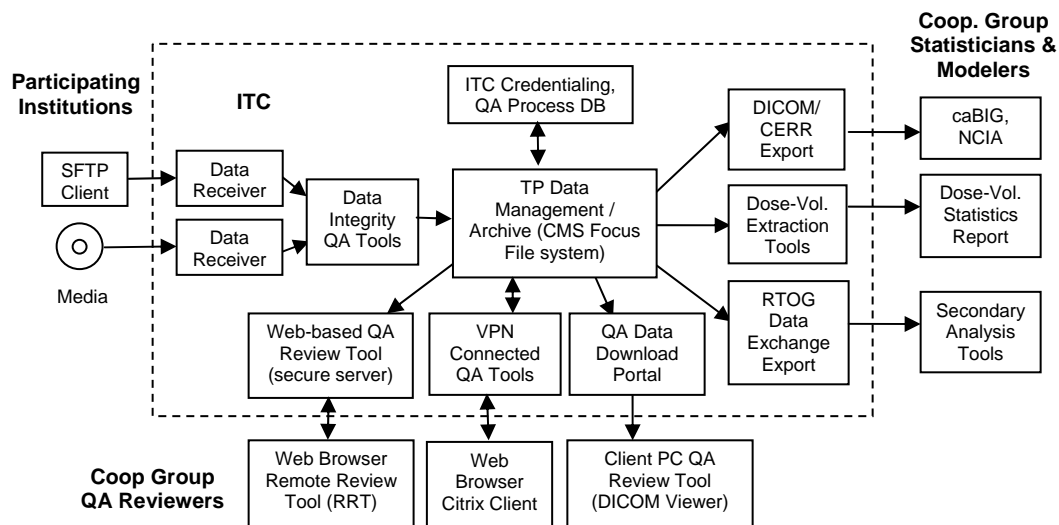 Coop. Group
Statisticians &
Modelers
Participating
Institutions
ITC
ITC Credentialing,
QA Process DB
DICOM/
CERR
Export
caBIG,
NCIA
SFTP
Client
Data
Receiver
Data
Integrity
QA Tools
TP Data
Management /
Archive (CMS Focus
File system)
Dose-Vol.
Extraction
Tools
Dose-Vol.
Statistics
Report
Data
Receiver
Media
Web-based QA
Review Tool
(secure server)
VPN
Connected
QA Tools
QA Data
Download
Portal
RTOG
Data
Exchange
Export
Secondary
Analysis
Tools
Coop Group
QA Reviewers
Web Browser
Remote Review
Tool (RRT)
Web
Browser
Citrix Client
Client PC QA
Review Tool
(DICOM Viewer)